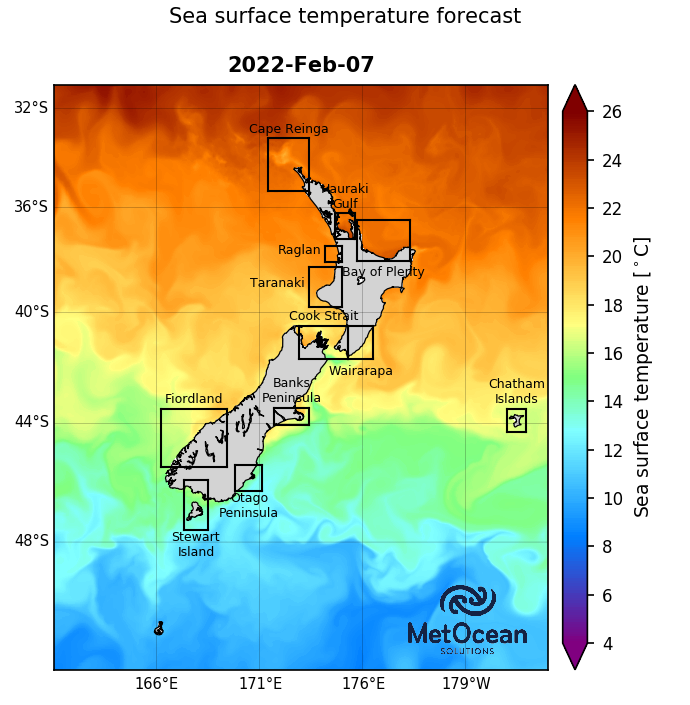 Sea surface temperature forecast
2022-Feb-07
32°S
36°S
40°S
44°S
48°S
Cape Reinga
Hauraki
Gulf
Raglan
Bay of Plenty
Taranaki
Cook Strait
Wairarapa
Banks
Peninsula
Fiordland
Chatham
Islands
Otago
Peninsula
Stewart
Island
MetOcean
SOLUTIONS
166°E
171°E
176°E
179°W
26
24
22
20
18
16
14
12
10
8
6
4
Sea surface temperature [°C]